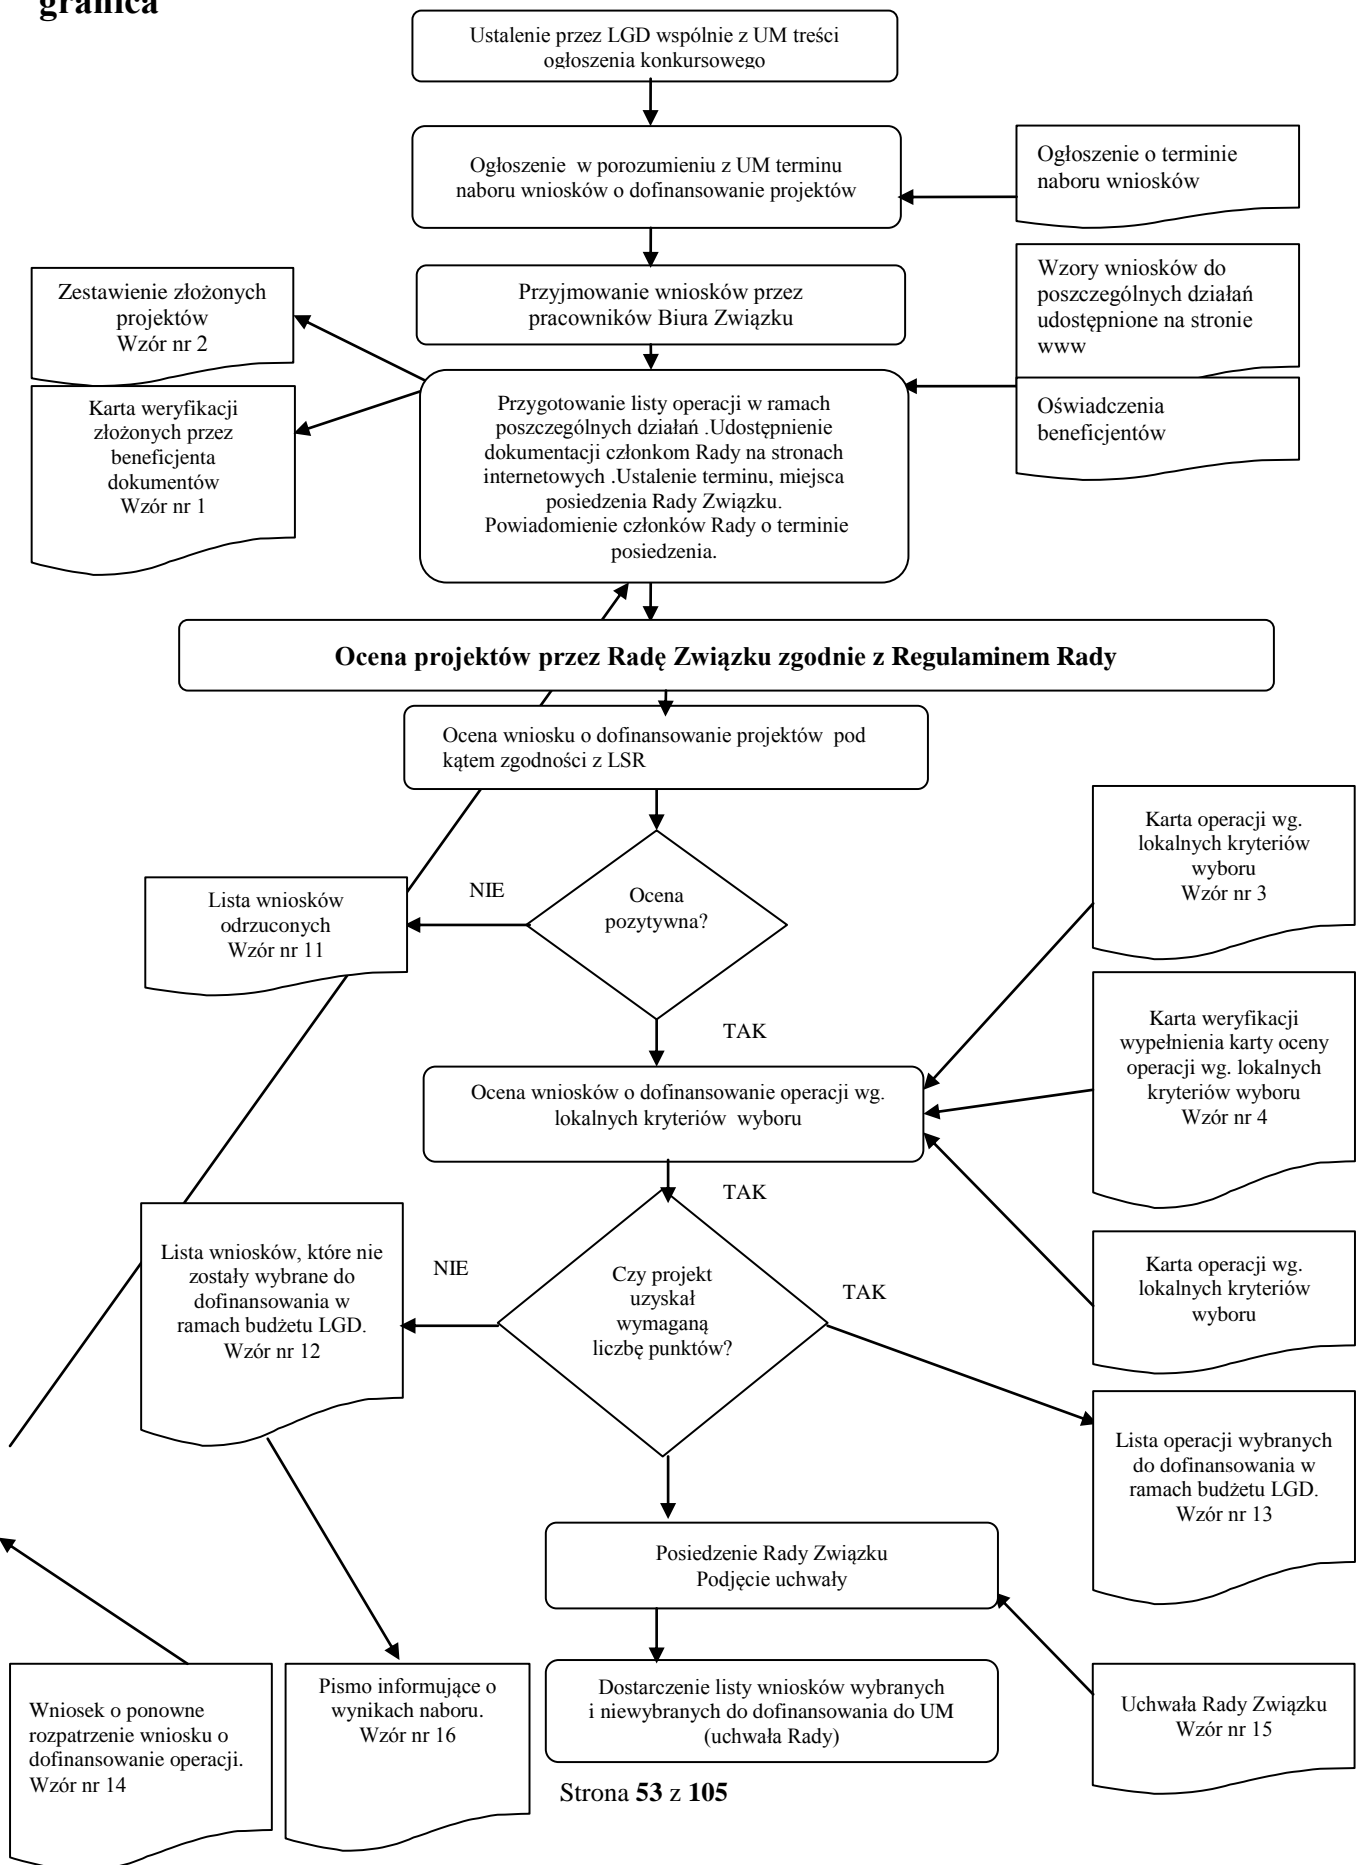 granica
Ustalenie przez LGD wspólnie z UM treści
ogłoszenia konkursowego
Ogłoszenie w porozumieniu z UM terminu
naboru wniosków o dofinansowanie projektów
Ogłoszenie o terminie
naboru wniosków
Przyjmowanie wniosków przez
pracowników Biura Związku
Wzory wniosków do
poszczególnych działań
udostępnione na stronie
www
Zestawienie złożonych
projektów
Wzór nr 2
Karta weryfikacji
złożonych przez
beneficjenta
dokumentów
Wzór nr 1
Przygotowanie listy operacji w ramach
poszczególnych działań .Udostępnienie
dokumentacji członkom Rady na stronach
internetowych .Ustalenie terminu, miejsca
posiedzenia Rady Związku.
Powiadomienie członków Rady o terminie
posiedzenia.
Oświadczenia
beneficjentów
Ocena projektów przez Radę Związku zgodnie z Regulaminem Rady
Ocena wniosku o dofinansowanie projektów pod
kątem zgodności z LSR
Ocena
pozytywna?
NIE
Lista wniosków
odrzuconych
Wzór nr 11
TAK
Karta operacji wg.
lokalnych kryteriów
wyboru
Wzór nr 3
Karta weryfikacji
wypełnienia karty oceny
operacji wg. lokalnych
kryteriów wyboru
Wzór nr 4
Ocena wniosków o dofinansowanie operacji wg.
lokalnych kryteriów wyboru
TAK
Karta operacji wg.
lokalnych kryteriów
wyboru
Czy projekt
uzyskał
wymaganą
liczbę punktów?
NIE
TAK
Lista wniosków, które nie
zostały wybrane do
dofinansowania w
ramach budżetu LGD.
Wzór nr 12
Lista operacji wybranych
do dofinansowania w
ramach budżetu LGD.
Wzór nr 13
Posiedzenie Rady Związku
Podjęcie uchwały
Wniosek o ponowne
rozpatrzenie wniosku o
dofinansowanie operacji.
Wzór nr 14
Pismo informujące o
wynikach naboru.
Wzór nr 16
Dostarczenie listy wniosków wybranych
i niewybranych do dofinansowania do UM
(uchwała Rady)
Uchwała Rady Związku
Wzór nr 15
Strona 53 z 105